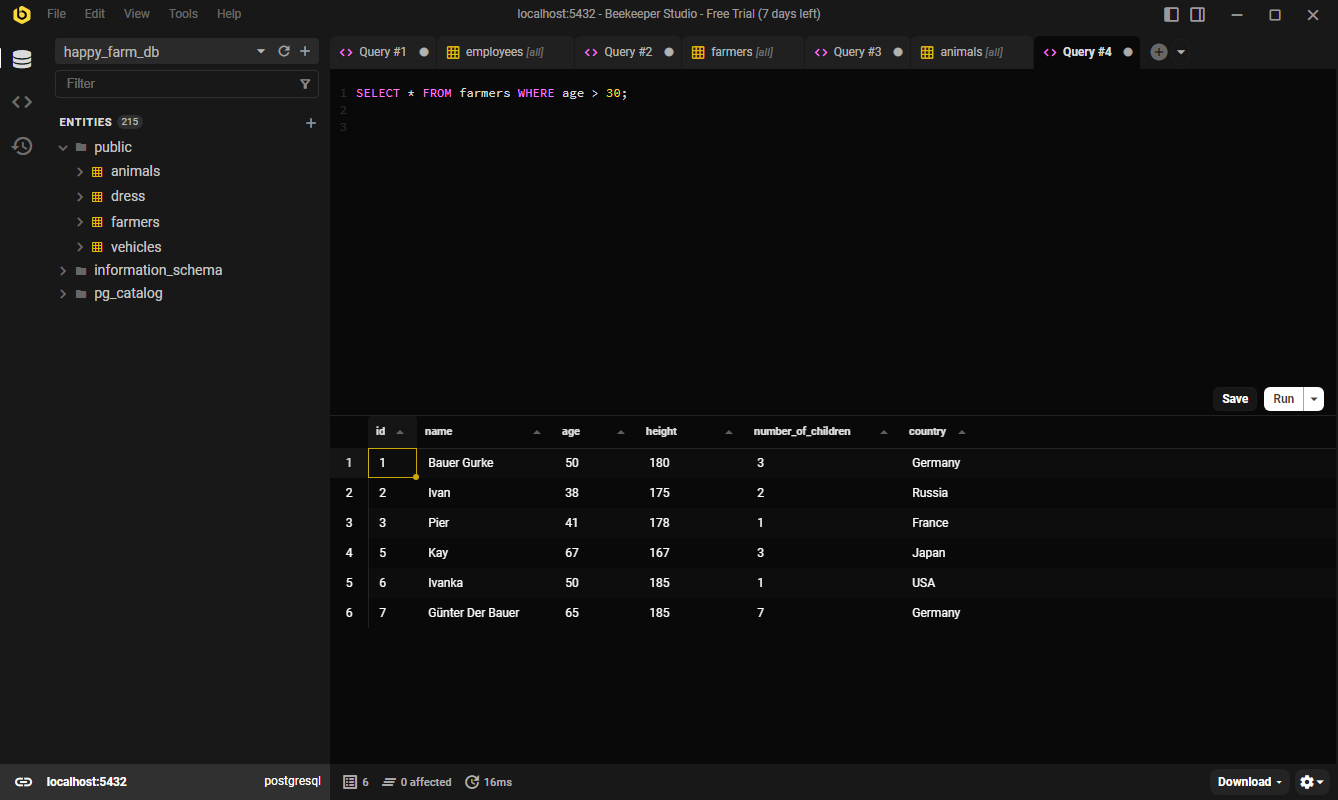 File Edit View Tools Help
localhost:5432 - Beekeeper Studio - Free Trial (7 days left)
happy_farm_db
Filter
ENTITIES 215
public
animals
dress
farmers
vehicles
information_schema
pg_catalog
Query #1 employees [all] Query #2 farmers [all] Query #3 animals [all] Query #4
1 SELECT * FROM farmers WHERE age > 30;
2
3
Save Run
id name age height number_of_children country
1 1 Bauer Gurke 50 180 3 Germany
2 2 Ivan 38 175 2 Russia
3 3 Pier 41 178 1 France
4 5 Kay 67 167 3 Japan
5 6 Ivanka 50 185 1 USA
6 7 Günter Der Bauer 65 185 7 Germany
localhost:5432 postgresql 6 0 affected 16ms Download